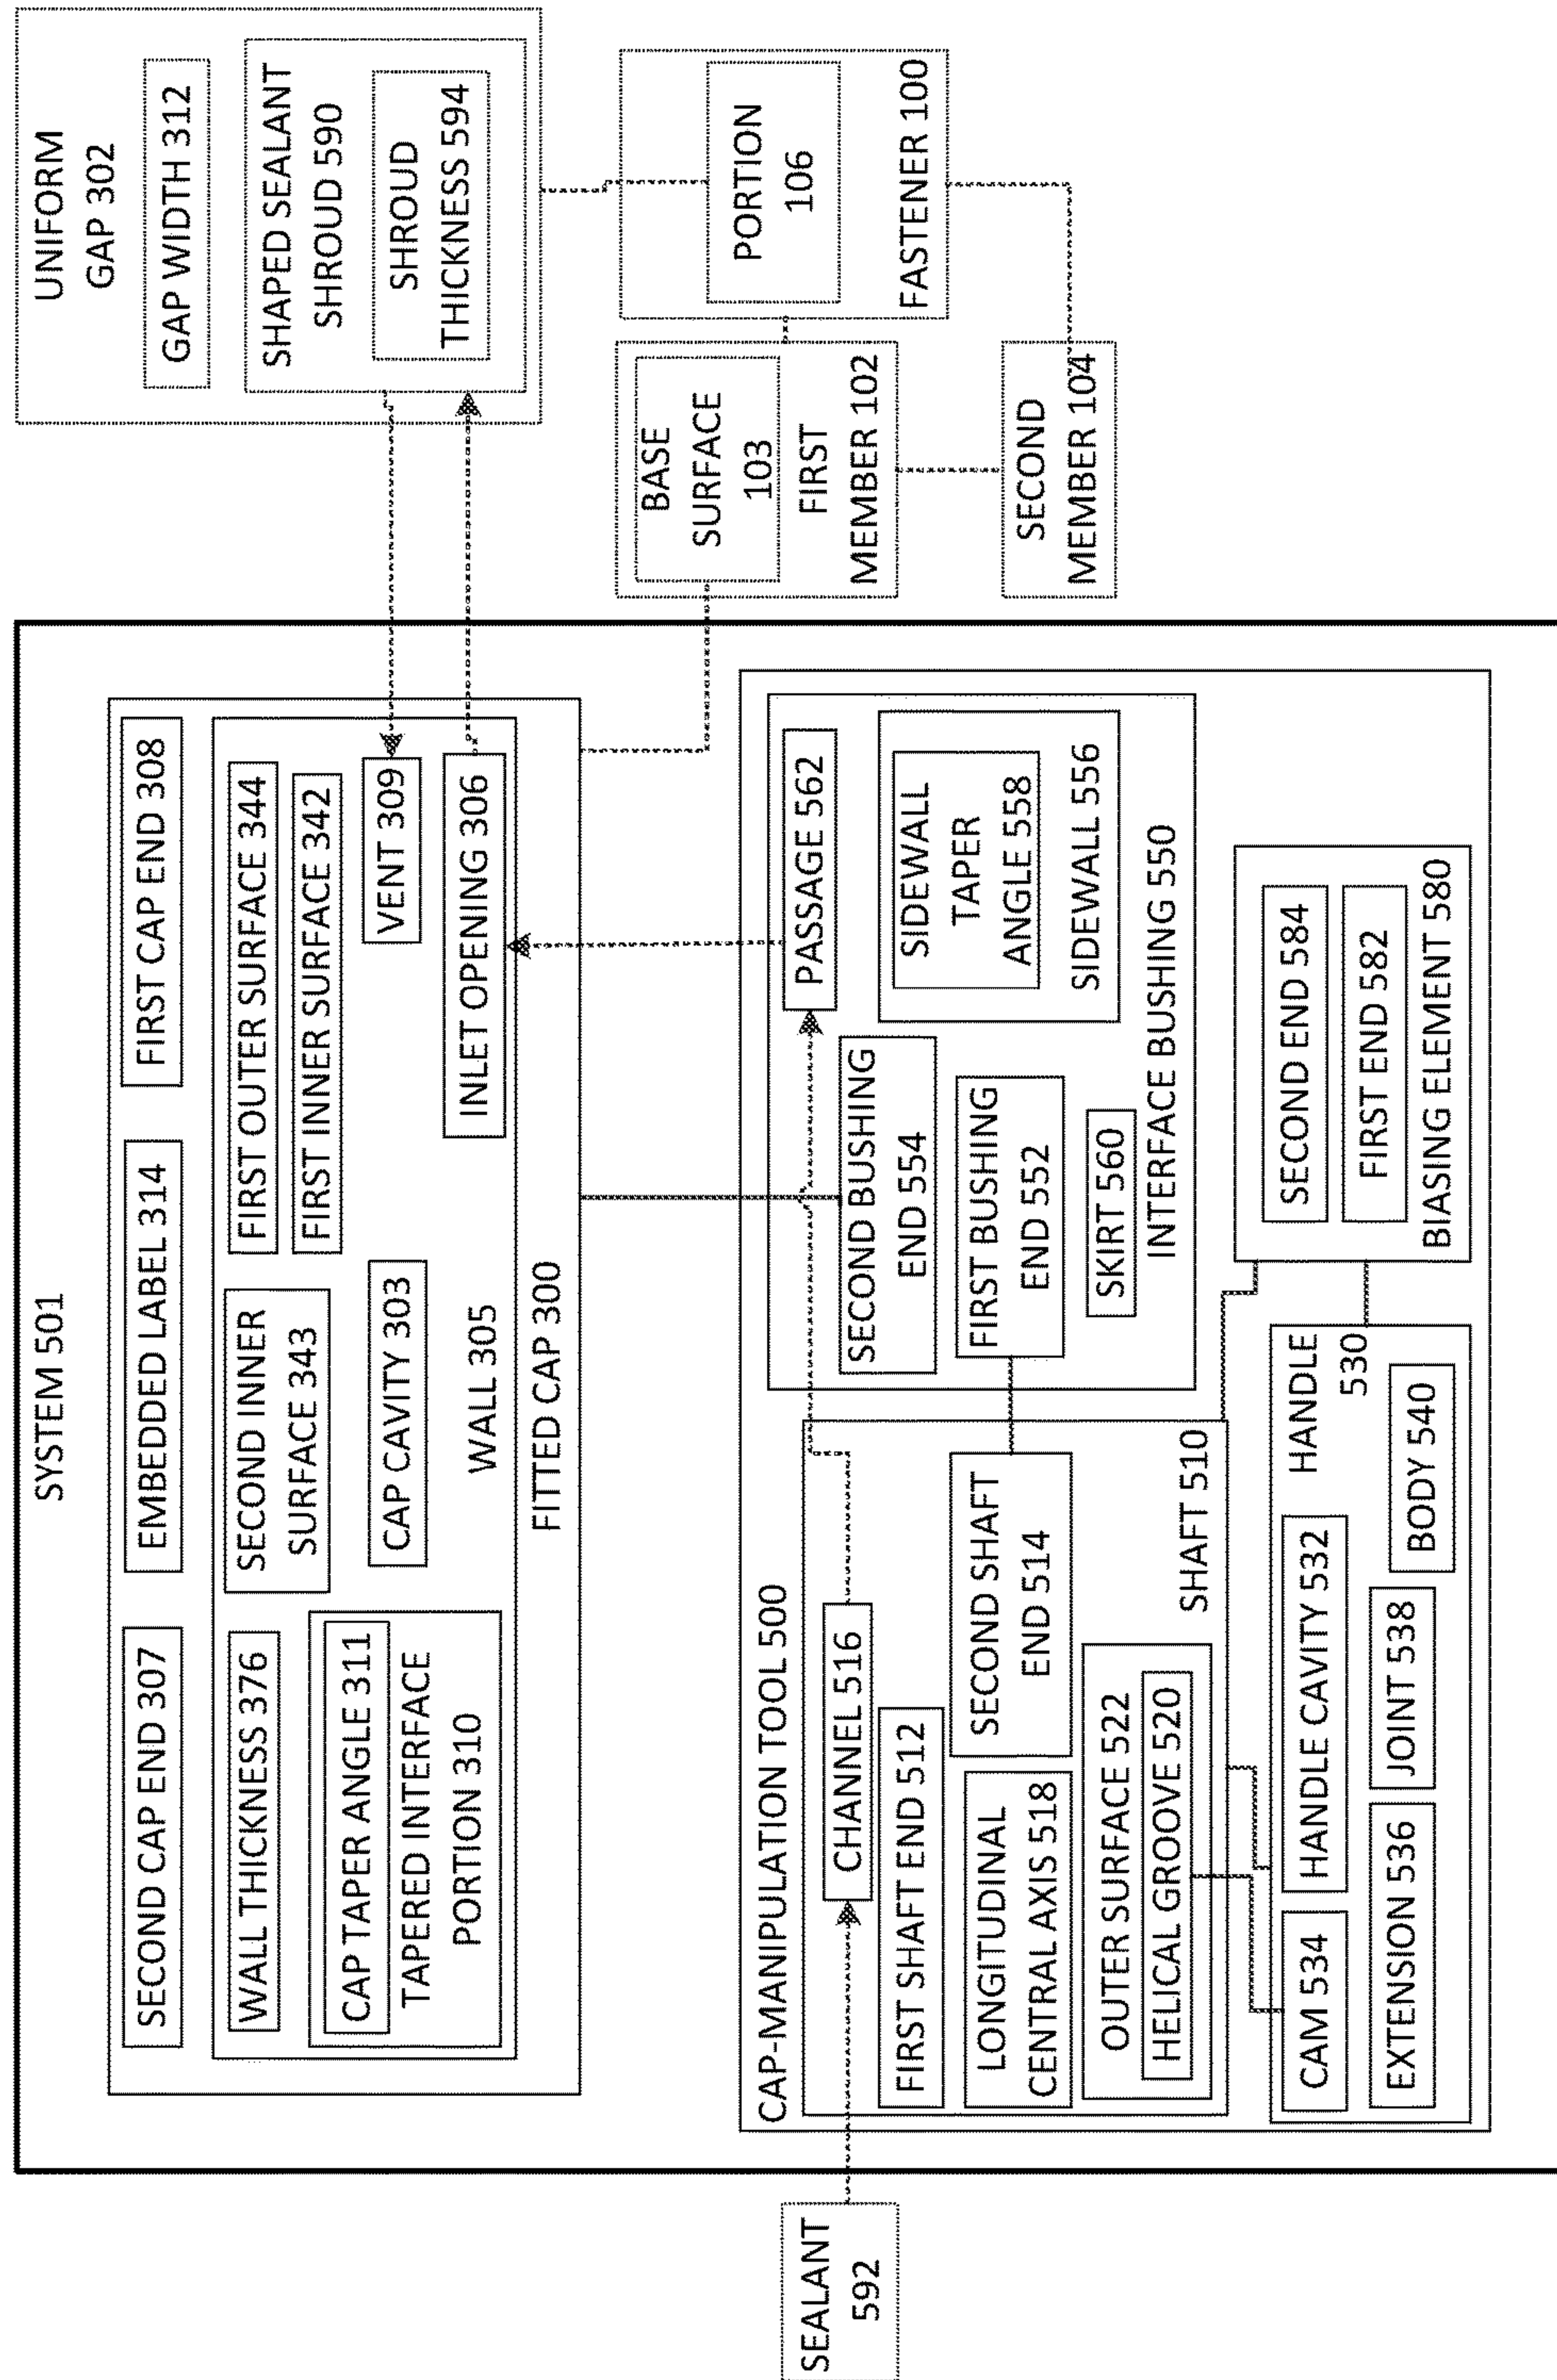 SYSTEM 501
SECOND CAP END 307
EMBEDDED LABEL 314
FIRST CAP END 308
WALL THICKNESS 376
CAP TAPER ANGLE 311
TAPERED INTERFACE
PORTION 310
SECOND INNER
SURFACE 343
CAP CAVITY 303
WALL 305
FIRST OUTER SURFACE 344
FIRST INNER SURFACE 342
VENT 309
INLET OPENING 306
FITTED CAP 300
CAP-MANIPULATION TOOL 500
CHANNEL 516
FIRST SHAFT END 512
LONGITUDINAL
CENTRAL AXIS 518
SECOND SHAFT
END 514
OUTER SURFACE 522
HELICAL GROOVE 520
SHAFT 510
PASSAGE 562
SECOND BUSHING
END 554
FIRST BUSHING
END 552
SKIRT 560
SIDEWALL
TAPER
ANGLE 558
SIDEWALL 556
INTERFACE BUSHING 550
CAM 534
HANDLE CAVITY 532
HANDLE
530
EXTENSION 536
JOINT 538
BODY 540
SECOND END 584
FIRST END 582
BIASING ELEMENT 580
SEALANT
592
UNIFORM
GAP 302
GAP WIDTH 312
SHAPED SEALANT
SHROUD 590
SHROUD
THICKNESS 594
BASE
SURFACE
103
FIRST
MEMBER 102
PORTION
106
FASTENER 100
SECOND
MEMBER 104